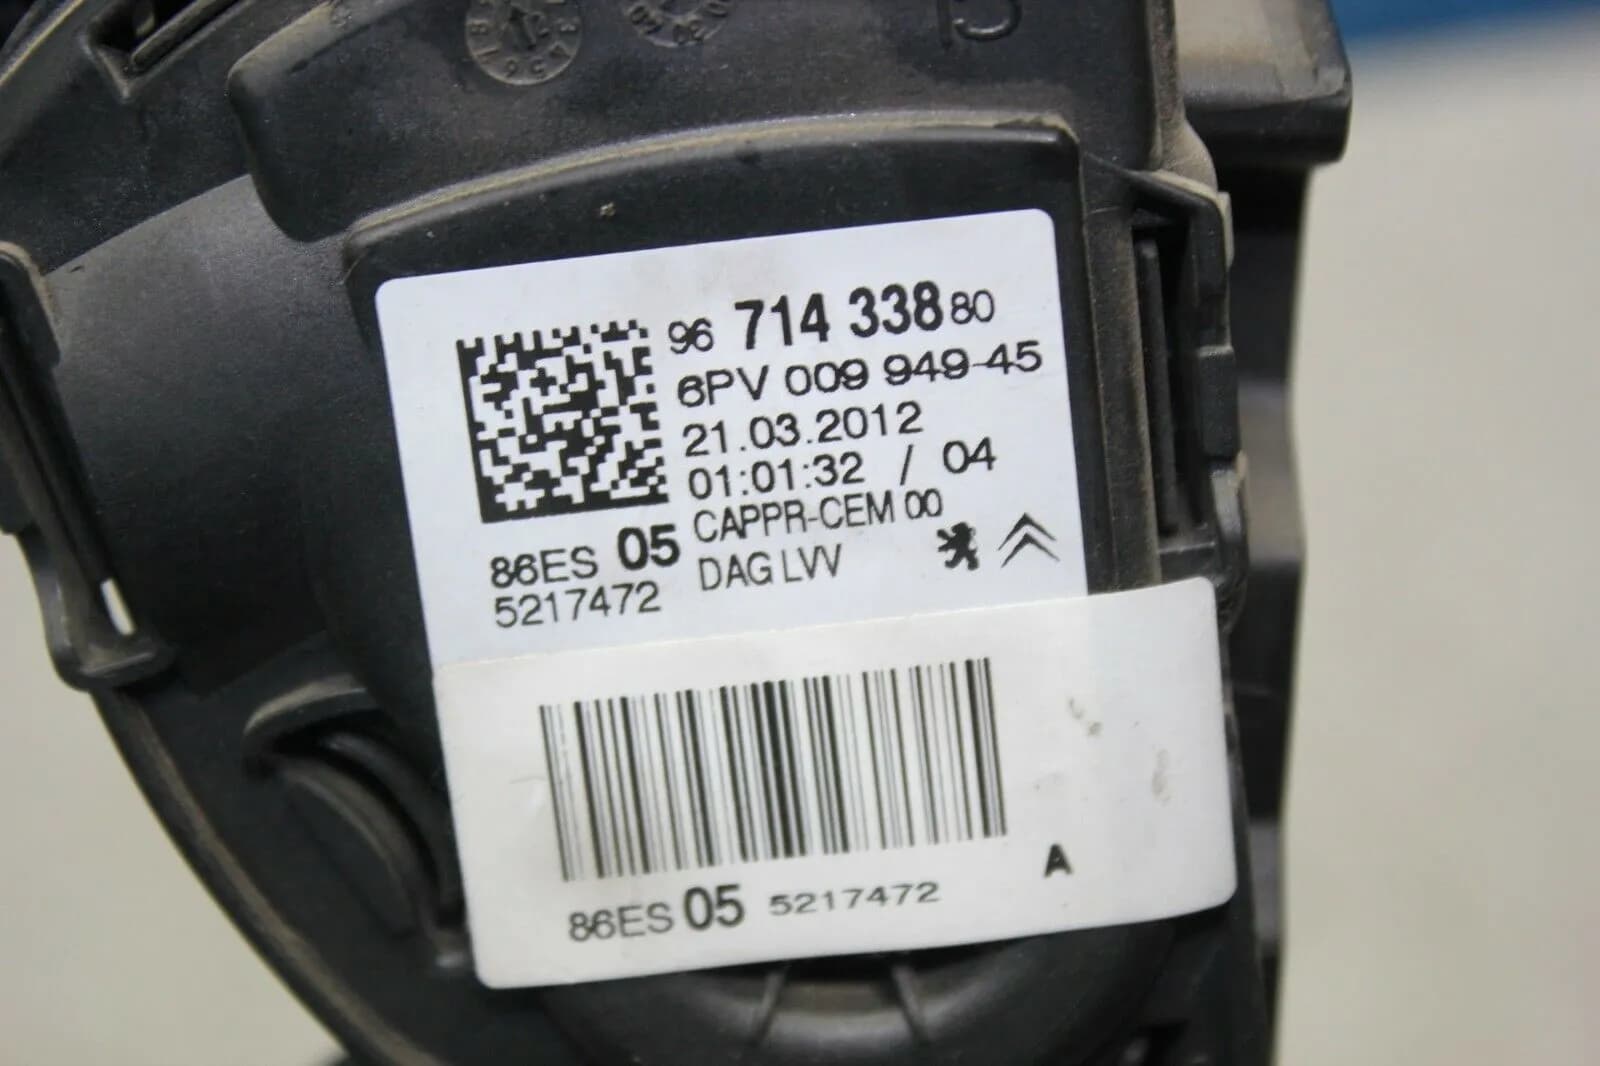 96 714 338 80
6PV 009 949-45
21.03.2012
01:01:32 / 04
CAPPR-CEM 00
DAG LVV
86ES 05
5217472
A
86ES 05 5217472